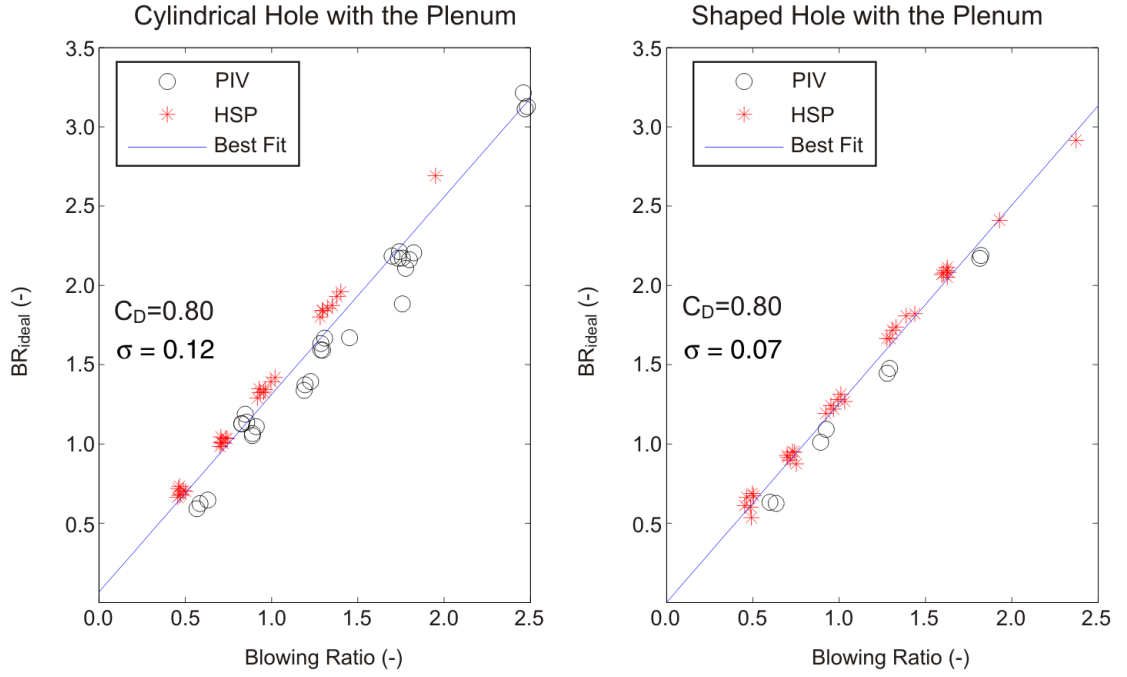 Cylindrical Hole with the Plenum
3.5
3.0
2.5
2.0
1.5
1.0
0.5
BR_ideal (-)
PIV
HSP
Best Fit
C_D=0.80
σ = 0.12
0.0
0.5
1.0
1.5
2.0
2.5
Blowing Ratio (-)
Shaped Hole with the Plenum
3.5
3.0
2.5
2.0
1.5
1.0
0.5
BR_ideal (-)
PIV
HSP
Best Fit
C_D=0.80
σ = 0.07
0.0
0.5
1.0
1.5
2.0
2.5
Blowing Ratio (-)